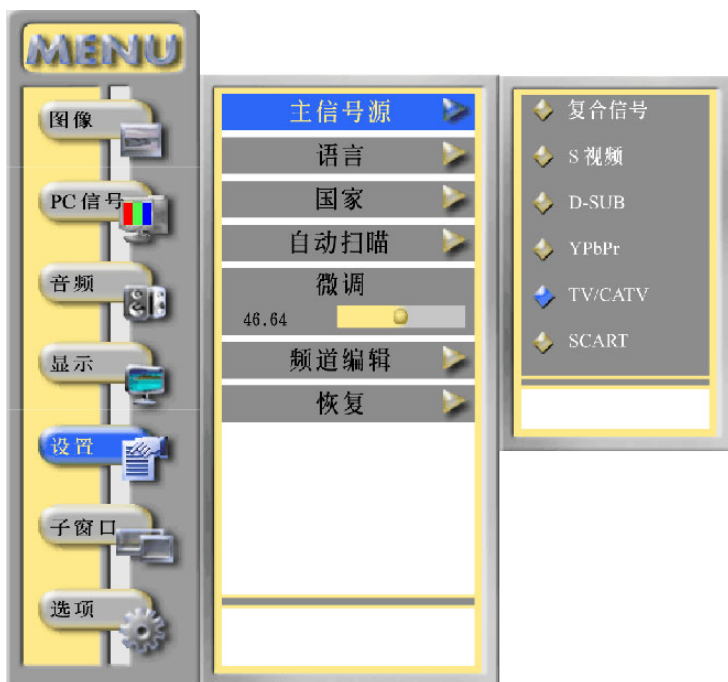 MENU
图像
PC信号
音频
显示
设置
子窗口
选项
主信号源
语言
国家
自动扫瞄
微调
46.64
频道编辑
恢复
复合信号
S 视频
D-SUB
YPbPr
TV/CATV
SCART